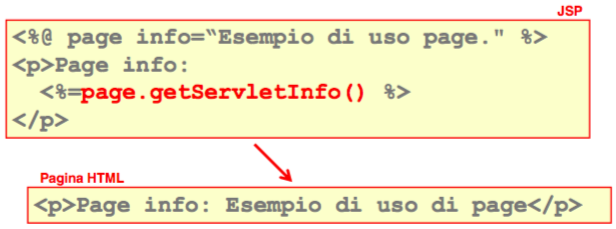 JSP
<%@ page info=“Esempio di uso page." %>
<p>Page info:
<%=page.getServletInfo() %>
</p>
Pagina HTML
<p>Page info: Esempio di uso di page</p>